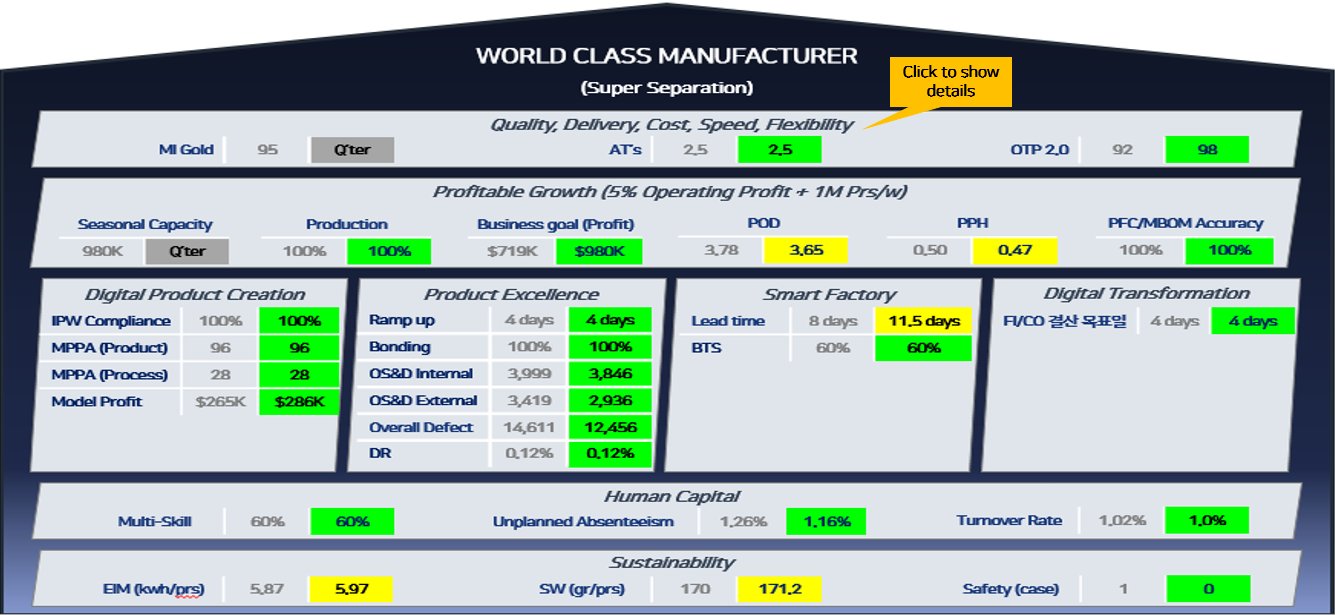 WORLD CLASS MANUFACTURER
(Super Separation)
Click to show
details
Quality, Delivery, Cost, Speed, Flexibility
MI Gold 95 Q'ter AT's 2.5 2.5 OTP 2.0 92 98
Profitable Growth (5% Operating Profit + 1M Prs/w)
Seasonal Capacity Production Business goal (Profit) POD PPH PFC/MBOM Accuracy
980K Q'ter 100% 100% $719K $980K 3.78 3.65 0.50 0.47 100% 100%
Digital Product Creation
IPW Compliance 100% 100%
MPPA (Product) 96 96
MPPA (Process) 28 28
Model Profit $265K $286K
Product Excellence
Ramp up 4 days 4 days
Bonding 100% 100%
OS&D Internal 3,999 3,846
OS&D External 3,419 2,936
Overall Defect 14,611 12,456
DR 0.12% 0.12%
Smart Factory
Lead time 8 days 11.5 days
BTS 60% 60%
Digital Transformation
FI/CO 결산 목표일 4 days 4 days
Human Capital
Multi-Skill 60% 60% Unplanned Absenteeism 1.26% 1.16% Turnover Rate 1.02% 1.0%
Sustainability
EIM (kwh/prs) 5.87 5.97 SW (gr/prs) 170 171.2 Safety (case) 1 0